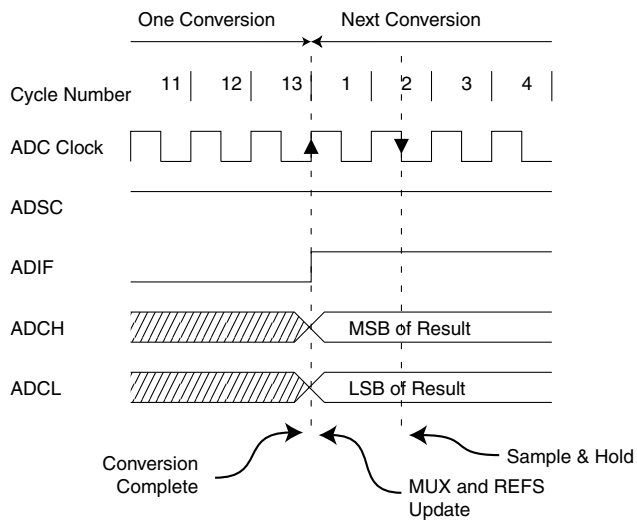 One Conversion
Next Conversion
Cycle Number
11
12
13
1
2
3
4
ADC Clock
ADSC
ADIF
ADCH
MSB of Result
ADCL
LSB of Result
Conversion
Complete
MUX and REFS
Update
Sample & Hold